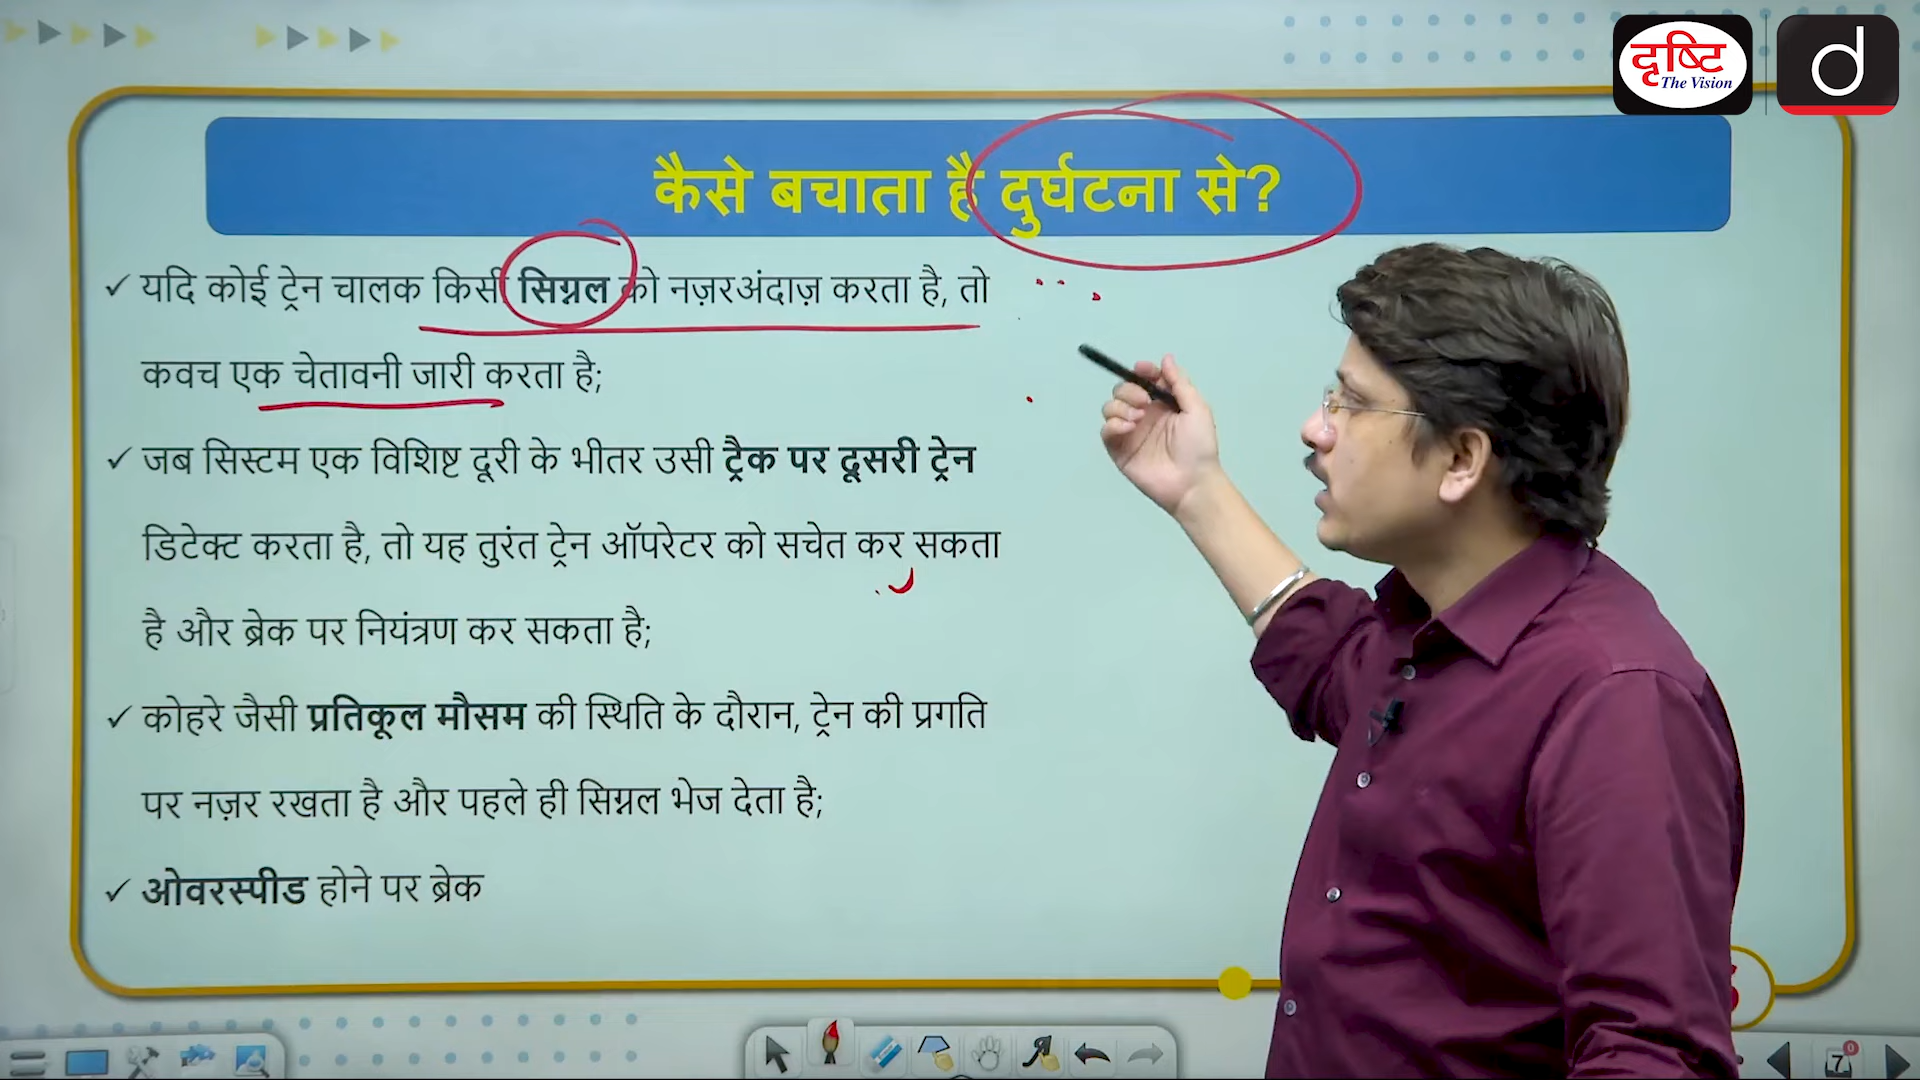 दृष्टि
The Vision
d
कैसे बचाता है दुर्घटना से?
✓ यदि कोई ट्रेन चालक किसी सिग्नल को नज़रअंदाज़ करता है, तो
कवच एक चेतावनी जारी करता है;
✓ जब सिस्टम एक विशिष्ट दूरी के भीतर उसी ट्रैक पर दूसरी ट्रेन
डिटेक्ट करता है, तो यह तुरंत ट्रेन ऑपरेटर को सचेत कर सकता
है और ब्रेक पर नियंत्रण कर सकता है;
✓ कोहरे जैसी प्रतिकूल मौसम की स्थिति के दौरान, ट्रेन की प्रगति
पर नज़र रखता है और पहले ही सिग्नल भेज देता है;
✓ ओवरस्पीड होने पर ब्रेक
7
0